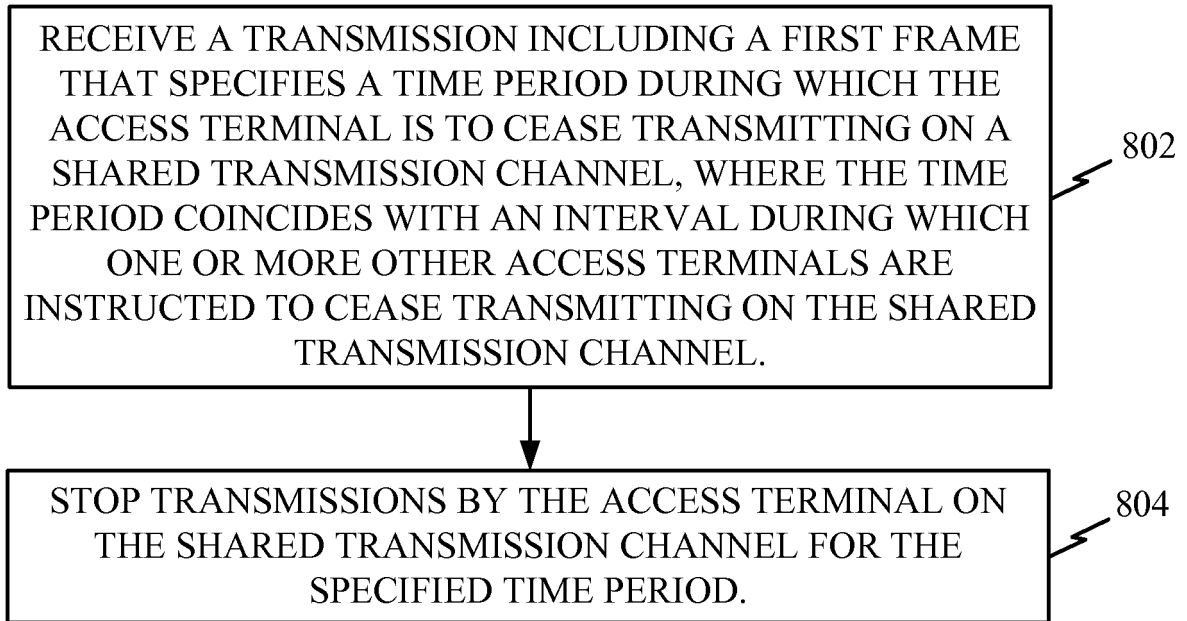 RECEIVE A TRANSMISSION INCLUDING A FIRST FRAME
THAT SPECIFIES A TIME PERIOD DURING WHICH THE
ACCESS TERMINAL IS TO CEASE TRANSMITTING ON A
SHARED TRANSMISSION CHANNEL, WHERE THE TIME
PERIOD COINCIDES WITH AN INTERVAL DURING WHICH
ONE OR MORE OTHER ACCESS TERMINALS ARE
INSTRUCTED TO CEASE TRANSMITTING ON THE SHARED
TRANSMISSION CHANNEL.
802
STOP TRANSMISSIONS BY THE ACCESS TERMINAL ON
THE SHARED TRANSMISSION CHANNEL FOR THE
SPECIFIED TIME PERIOD.
804